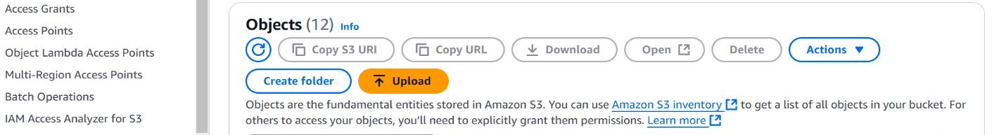 Access Grants
Access Points
Object Lambda Access Points
Multi-Region Access Points
Batch Operations
IAM Access Analyzer for S3
Objects (12) Info
Copy S3 URI Copy URL Download Open Delete Actions
Create folder Upload
Objects are the fundamental entities stored in Amazon S3. You can use Amazon S3 inventory to get a list of all objects in your bucket. For
others to access your objects, you'll need to explicitly grant them permissions. Learn more